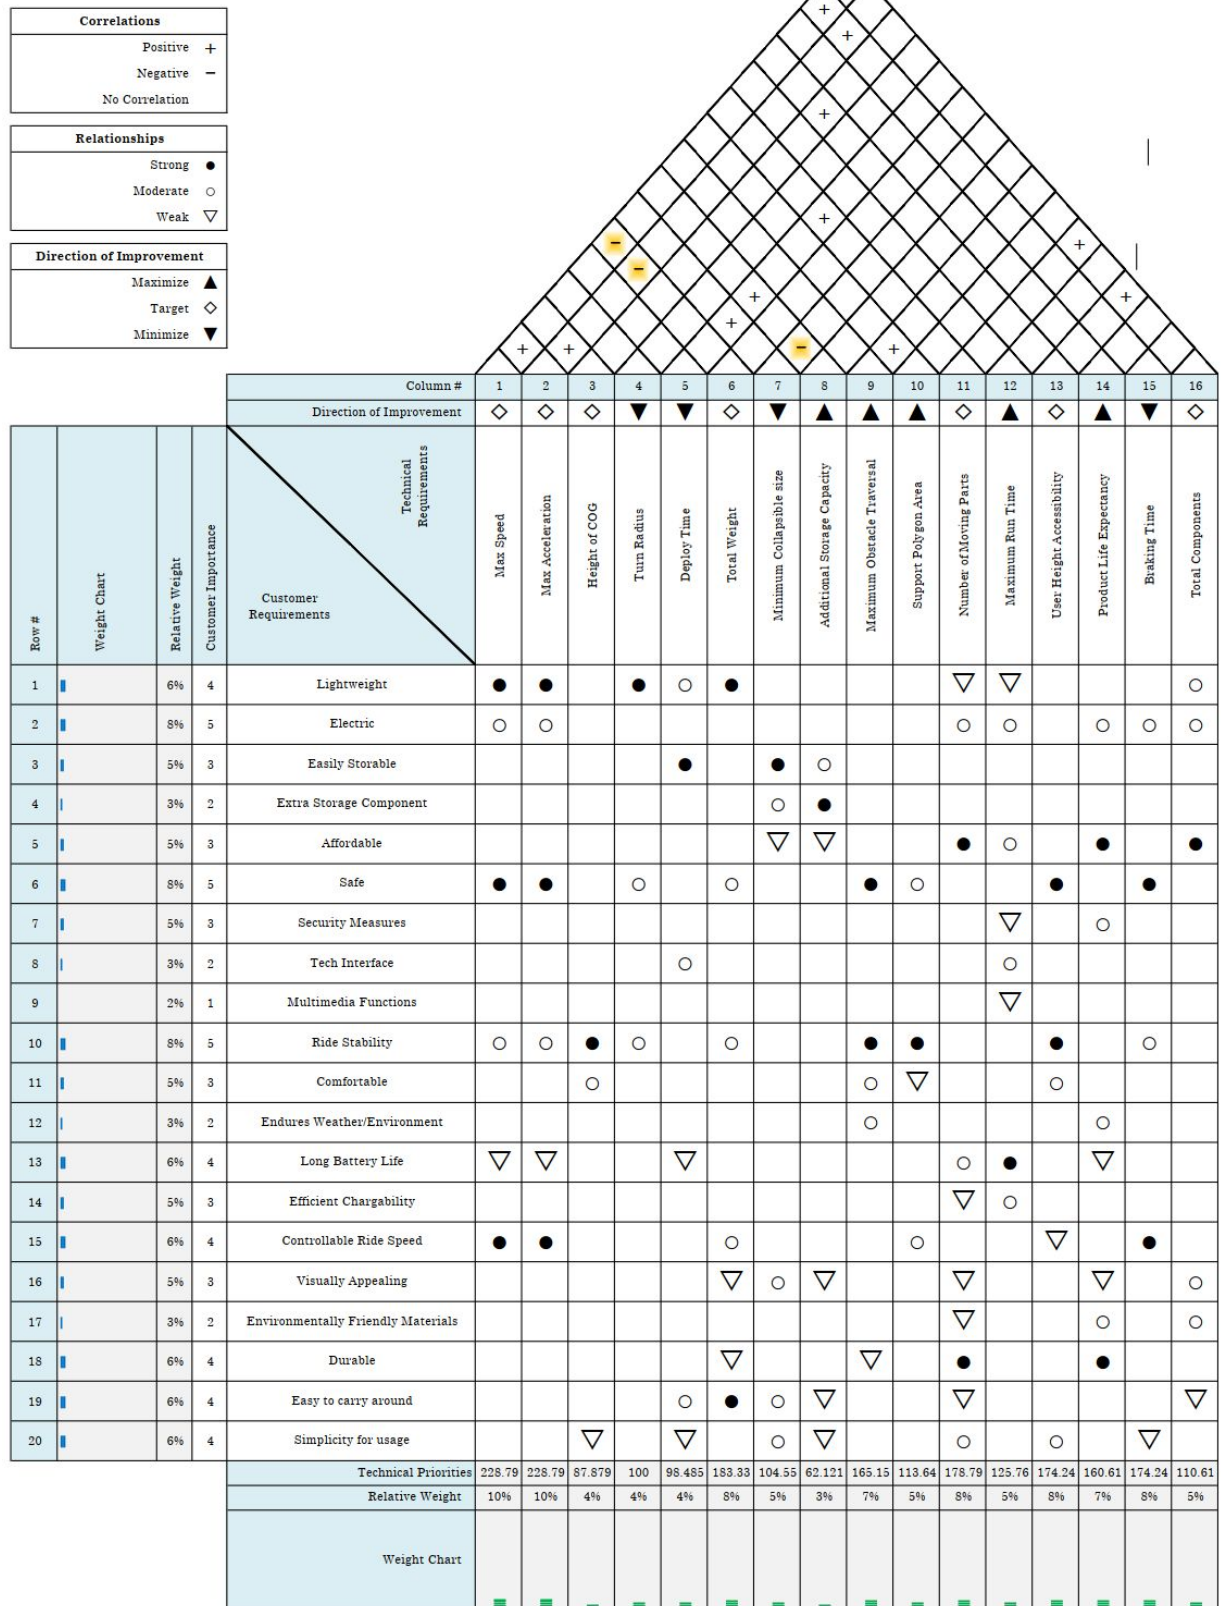 Correlations
Positive +
Negative −
No Correlation
Relationships
Strong ●
Moderate ○
Weak ▽
Direction of Improvement
Maximize ▲
Target ◇
Minimize ▼
+
+
+
+
− +
−
+ +
+
+ + − +
Column # 1 2 3 4 5 6 7 8 9 10 11 12 13 14 15 16
Direction of Improvement ◇ ◇ ◇ ▼ ▼ ◇ ▼ ▲ ▲ ▲ ◇ ▲ ◇ ▲ ▼ ◇
Row #
Weight Chart
Relative Weight
Customer Importance
Technical
Requirements
Customer
Requirements
Max Speed
Max Acceleration
Height of COG
Turn Radius
Deploy Time
Total Weight
Minimum Collapsible size
Additional Storage Capacity
Maximum Obstacle Traversal
Support Polygon Area
Number of Moving Parts
Maximum Run Time
User Height Accessibility
Product Life Expectancy
Braking Time
Total Components
1 6% 4 Lightweight ● ● ● ○ ● ▽ ▽ ○
2 8% 5 Electric ○ ○ ○ ○ ○ ○ ○
3 5% 3 Easily Storable ● ● ○
4 3% 2 Extra Storage Component ○ ●
5 5% 3 Affordable ▽ ▽ ● ○ ● ●
6 8% 5 Safe ● ● ○ ○ ● ○ ● ●
7 5% 3 Security Measures ▽ ○
8 3% 2 Tech Interface ○ ○
9 2% 1 Multimedia Functions ▽
10 8% 5 Ride Stability ○ ○ ● ○ ○ ● ● ● ○
11 5% 3 Comfortable ○ ○ ▽ ○
12 3% 2 Endures Weather/Environment ○ ○
13 6% 4 Long Battery Life ▽ ▽ ▽ ○ ● ▽
14 5% 3 Efficient Chargability ▽ ○
15 6% 4 Controllable Ride Speed ● ● ○ ○ ▽ ●
16 5% 3 Visually Appealing ▽ ○ ▽ ▽ ▽ ○
17 3% 2 Environmentally Friendly Materials ▽ ○ ○
18 6% 4 Durable ▽ ▽ ● ●
19 6% 4 Easy to carry around ○ ● ○ ▽ ▽ ▽
20 6% 4 Simplicity for usage ▽ ▽ ○ ▽ ○ ○ ▽
Technical Priorities 228.79 228.79 87.879 100 98.485 183.33 104.55 62.121 165.15 113.64 178.79 125.76 174.24 160.61 174.24 110.61
Relative Weight 10% 10% 4% 4% 4% 8% 5% 3% 7% 5% 8% 5% 8% 7% 8% 5%
Weight Chart